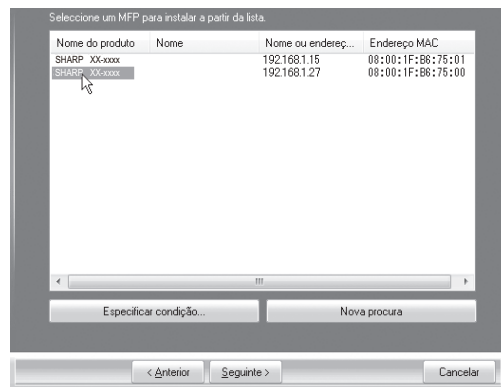 Seleccione um MFP para instalar a partir da lista.
Nome do produto Nome Nome ou endereç... Endereço MAC
SHARP XX-xxxx 192.168.1.15 08:00:1F:B6:75:01
SHARP XX-xxxx 192.168.1.27 08:00:1F:B6:75:00
Especificar condição... Nova procura
< Anterior Seguinte > Cancelar